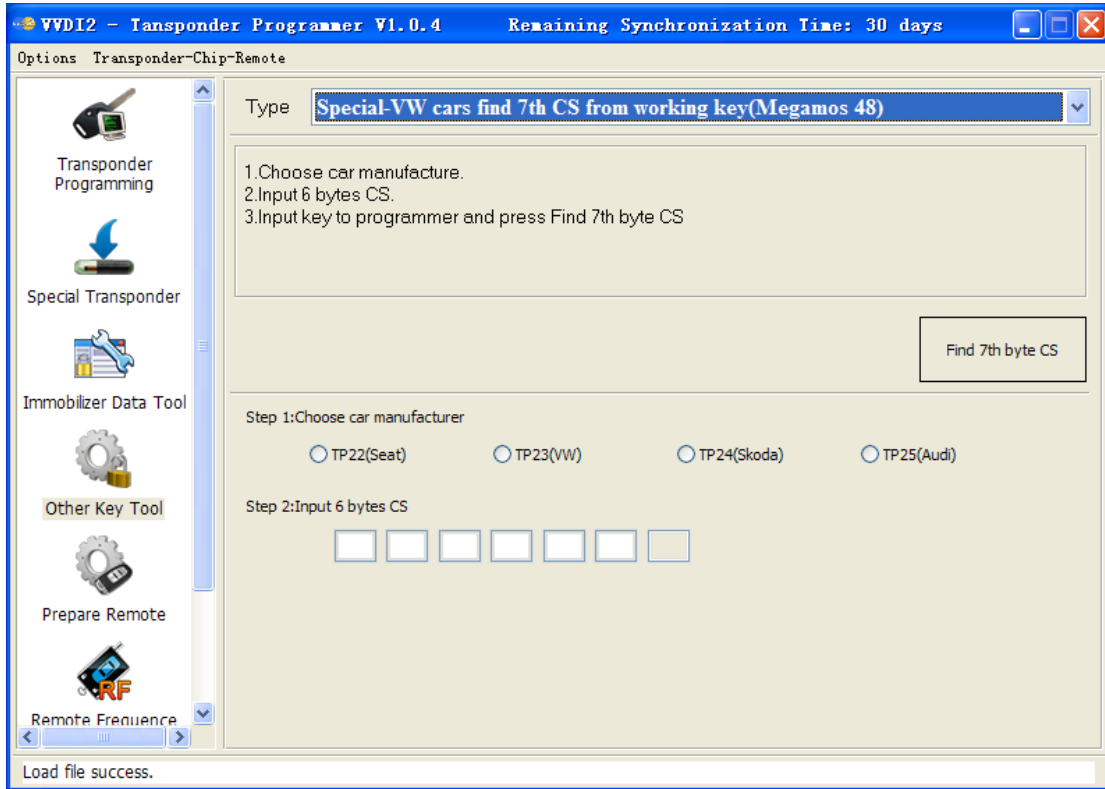 VVDI2 - Tansponder Programmer V1.0.4 Remaining Synchronization Time: 30 days
Options Transponder-Chip-Remote
Transponder
Programming
Special Transponder
Immobilizer Data Tool
Other Key Tool
Prepare Remote
RF
Remote Frequence
Type Special-VW cars find 7th CS from working key(Megamos 48)
1.Choose car manufacture.
2.Input 6 bytes CS.
3.Input key to programmer and press Find 7th byte CS
Find 7th byte CS
Step 1:Choose car manufacturer
TP22(Seat) TP23(VW) TP24(Skoda) TP25(Audi)
Step 2:Input 6 bytes CS
Load file success.